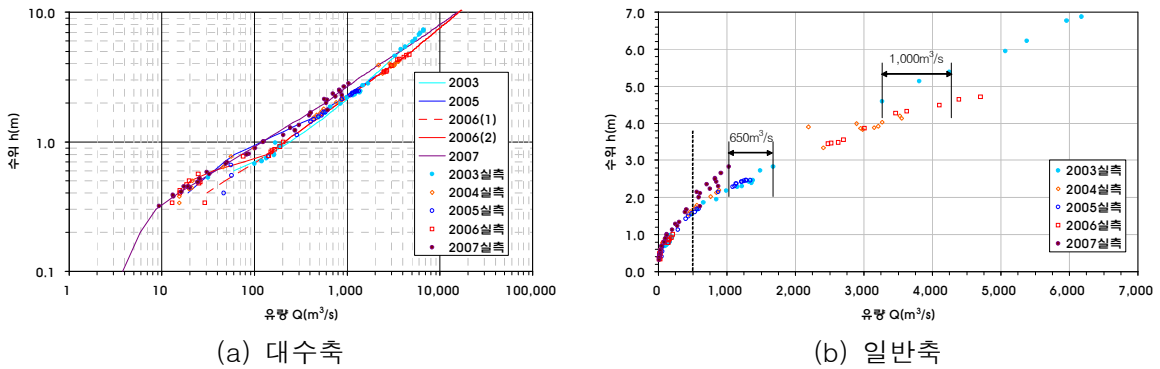 10.0
1.0
0.1
수위 h(m)
1
10
100
1,000
10,000
100,000
유량 Q(m³/s)
2003
2005
2006(1)
2006(2)
2007
2003실측
2004실측
2005실측
2006실측
2007실측
(a) 대수축
7.0
6.0
5.0
4.0
3.0
2.0
1.0
0.0
수위 h(m)
1,000m³/s
650m³/s
2003실측
2004실측
2005실측
2006실측
2007실측
0
1,000
2,000
3,000
4,000
5,000
6,000
7,000
유량 Q(m³/s)
(b) 일반축